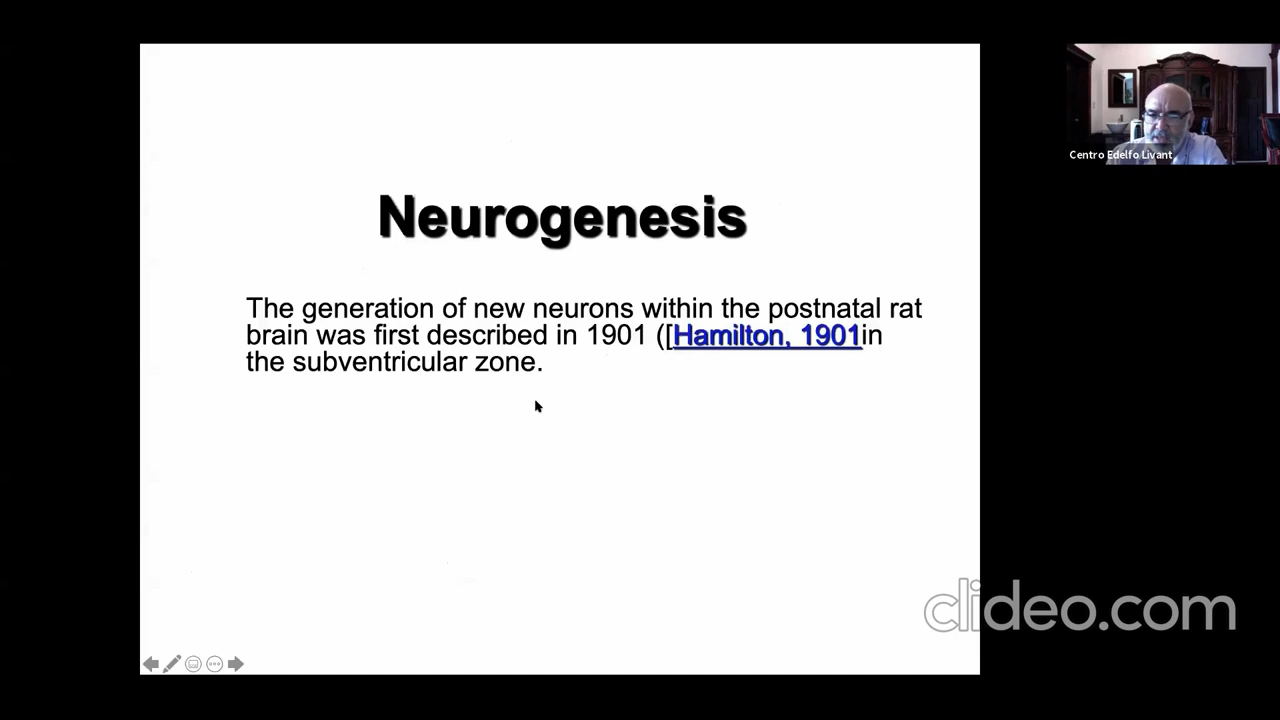 Neurogenesis
The generation of new neurons within the postnatal rat
brain was first described in 1901 ([Hamilton, 1901in
the subventricular zone.
Centro Edelfo Livant
clideo.com